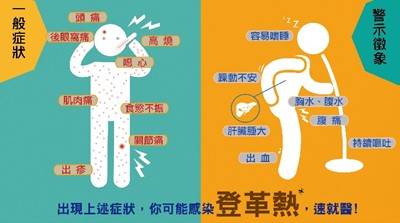 一般症狀
頭痛
後眼窩痛
高燒
噁心
肌肉痛
食慾不振
關節痛
出疹
警示徵象
容易嗜睡
躁動不安
胸水、腹水
腹痛
肝臟腫大
持續嘔吐
出血
出現上述症狀，你可能感染登革熱，速就醫!